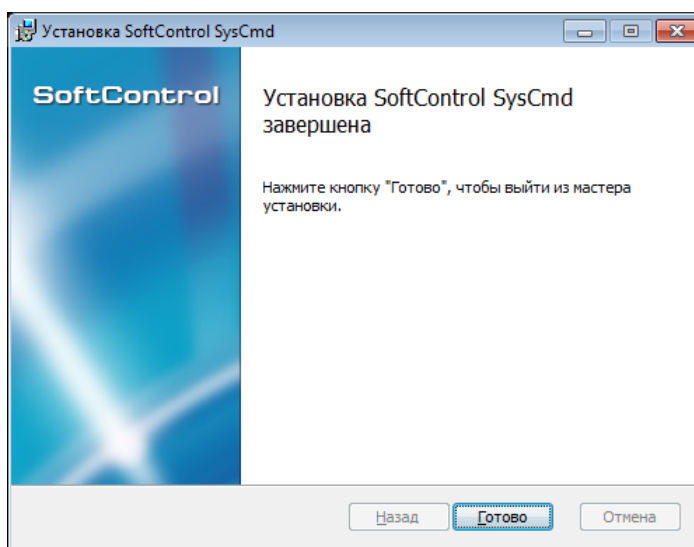 Установка SoftControl SysCmd
SoftControl
Установка SoftControl SysCmd
завершена
Нажмите кнопку "Готово", чтобы выйти из мастера
установки.
Назад
Готово
Отмена